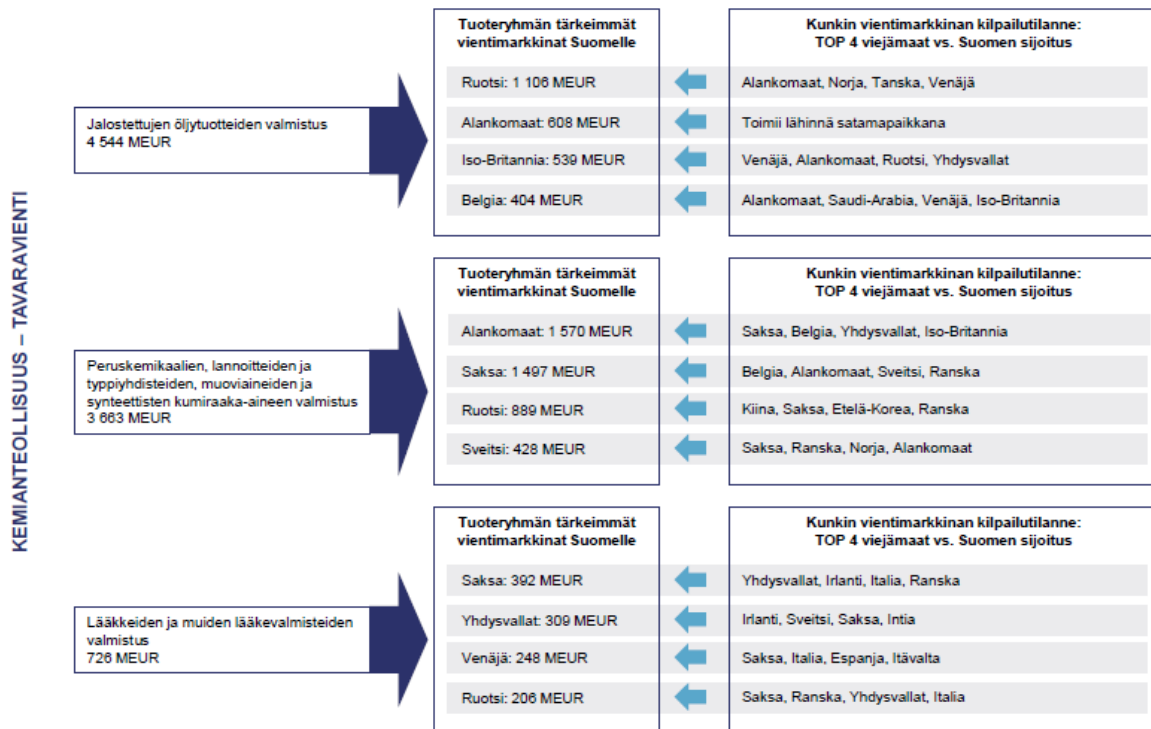 KEMIANTEOLLISUUS – TAVARAVIENTI
Jalostettujen öljytuotteiden valmistus
4 544 MEUR
Tuoteryhmän tärkeimmät
vientimarkkinat Suomelle
Kunkin vientimarkkinan kilpailutilanne:
TOP 4 viejämaat vs. Suomen sijoitus
Ruotsi: 1 106 MEUR
Alankomaat, Norja, Tanska, Venäjä
Alankomaat: 608 MEUR
Toimii lähinnä satamapaikkana
Iso-Britannia: 539 MEUR
Venäjä, Alankomaat, Ruotsi, Yhdysvallat
Belgia: 404 MEUR
Alankomaat, Saudi-Arabia, Venäjä, Iso-Britannia
Peruskemikaalien, lannoitteiden ja
typpiyhdisteiden, muoviaineiden ja
synteettisten kumiraaka-aineen valmistus
3 663 MEUR
Tuoteryhmän tärkeimmät
vientimarkkinat Suomelle
Kunkin vientimarkkinan kilpailutilanne:
TOP 4 viejämaat vs. Suomen sijoitus
Alankomaat: 1 570 MEUR
Saksa, Belgia, Yhdysvallat, Iso-Britannia
Saksa: 1 497 MEUR
Belgia, Alankomaat, Sveitsi, Ranska
Ruotsi: 889 MEUR
Kiina, Saksa, Etelä-Korea, Ranska
Sveitsi: 428 MEUR
Saksa, Ranska, Norja, Alankomaat
Lääkkeiden ja muiden lääkevalmisteiden
valmistus
726 MEUR
Tuoteryhmän tärkeimmät
vientimarkkinat Suomelle
Kunkin vientimarkkinan kilpailutilanne:
TOP 4 viejämaat vs. Suomen sijoitus
Saksa: 392 MEUR
Yhdysvallat, Irlanti, Italia, Ranska
Yhdysvallat: 309 MEUR
Irlanti, Sveitsi, Saksa, Intia
Venäjä: 248 MEUR
Saksa, Italia, Espanja, Itävalta
Ruotsi: 206 MEUR
Saksa, Ranska, Yhdysvallat, Italia